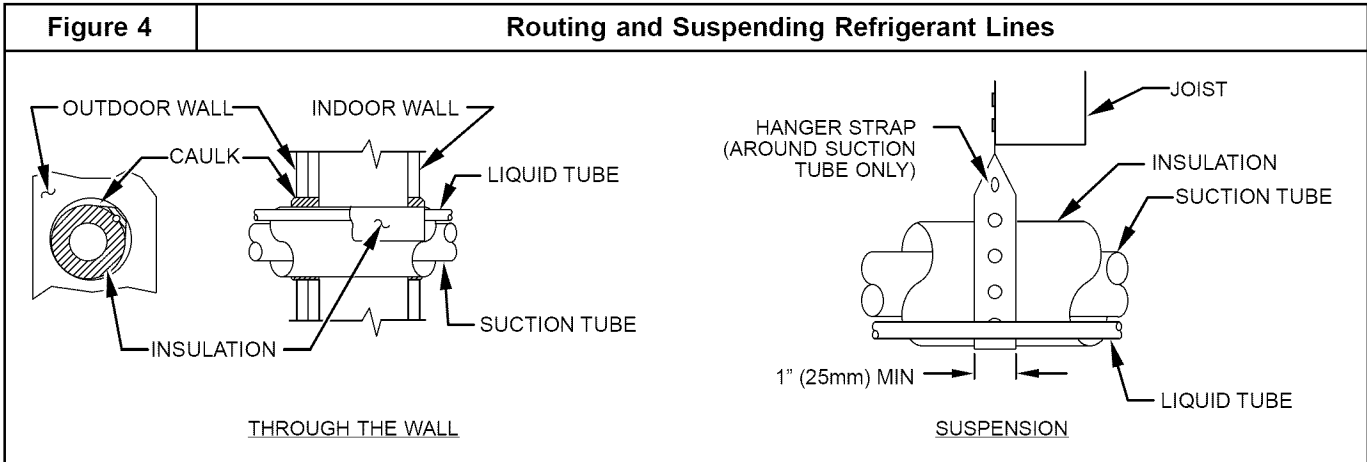 Figure 4
Routing and Suspending Refrigerant Lines
OUTDOOR WALL
INDOOR WALL
CAULK
LIQUID TUBE
SUCTION TUBE
INSULATION
THROUGH THE WALL
JOIST
HANGER STRAP
(AROUND SUCTION
TUBE ONLY)
INSULATION
SUCTION TUBE
1” (25mm) MIN
LIQUID TUBE
SUSPENSION